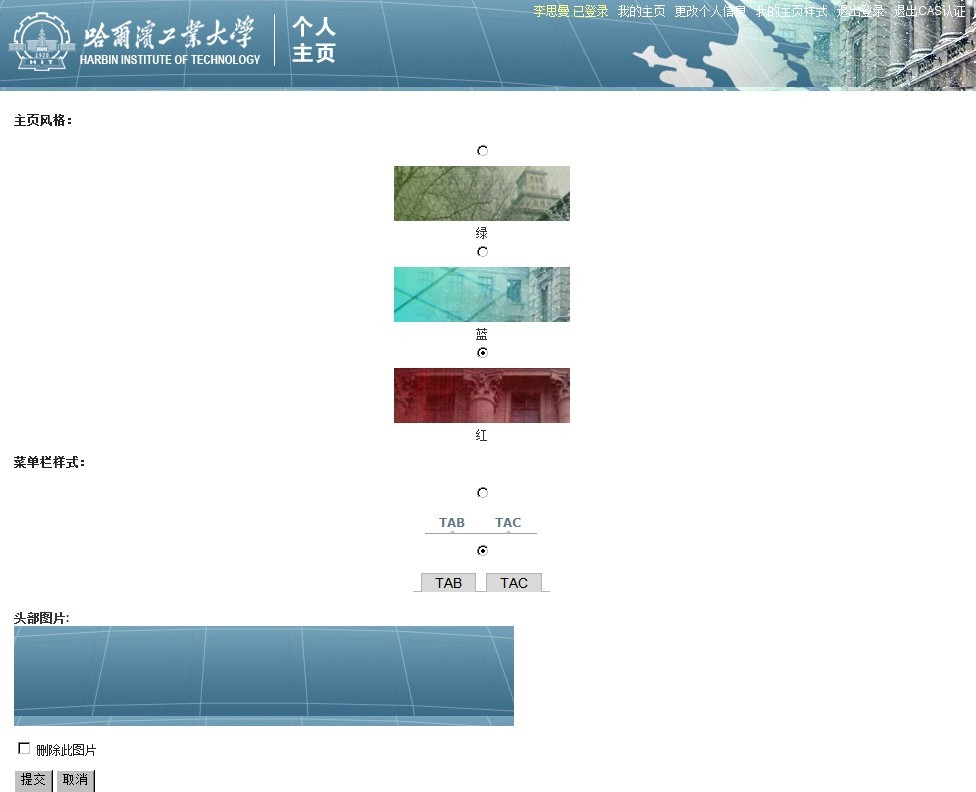 李思曼 已登录 我的主页 更改个人信息 我的主页样式 退出登录 退出CAS认证
哈爾濱工業大學
HARBIN INSTITUTE OF TECHNOLOGY
个人
主页
1920
HIT
主页风格：
绿
蓝
红
菜单栏样式：
TAB TAC
TAB TAC
头部图片:
删除此图片
提交 取消